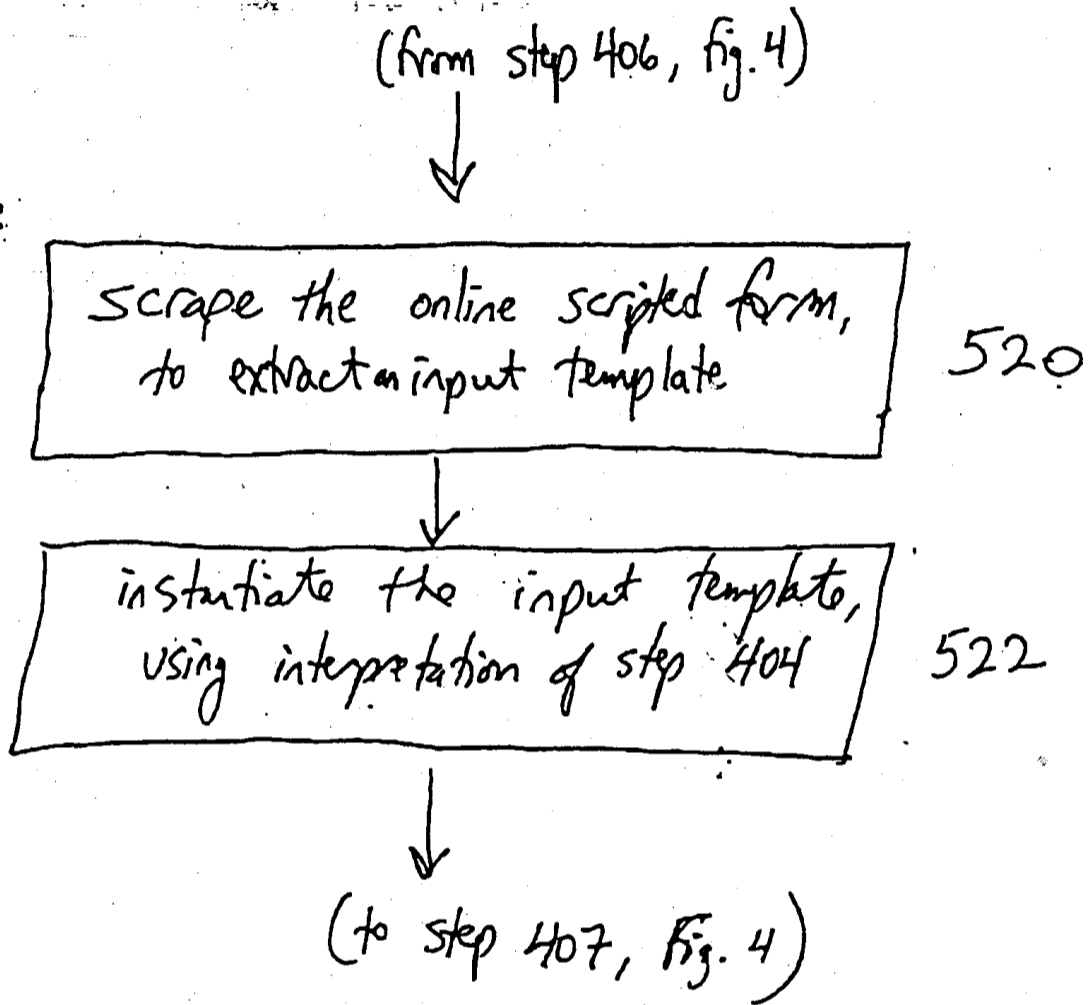 (from step 406, fig. 4)
scrape the online scripted form,
to extract an input template
520
instantiate the input template,
using interpretation of step 404
522
(to step 407, Fig. 4)